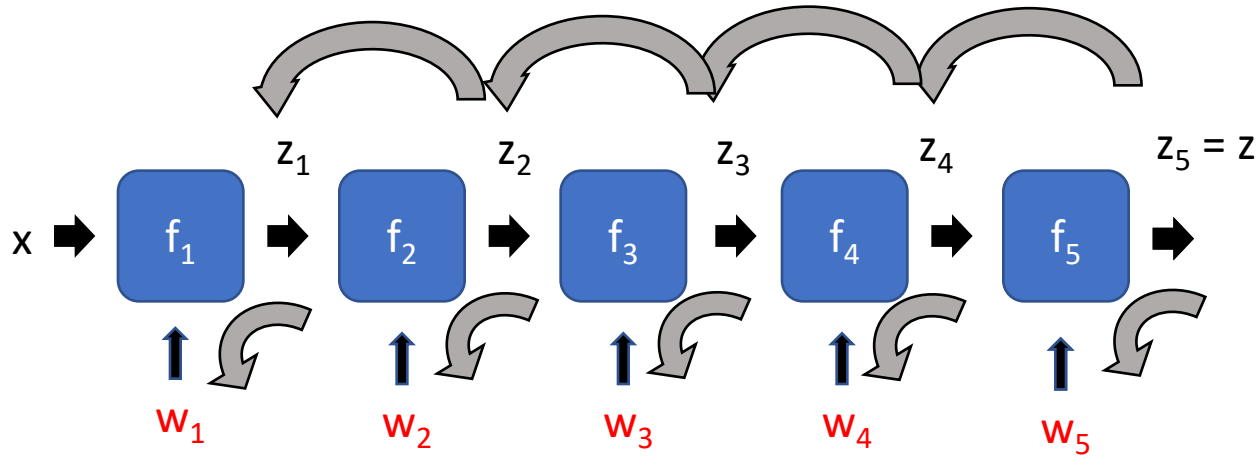 z₁ z₂ z₃ z₄ z₅ = z
x f₁ f₂ f₃ f₄ f₅
w₁ w₂ w₃ w₄ w₅